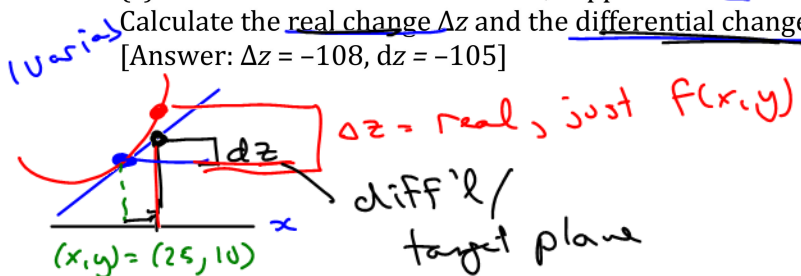 Calculate the real change Δz and the differential change
[Answer: Δz = –108, dz = –105]
Δz = real, just f(x,y)
dz
diff'l/
tangent plane
x
(x,y) = (25, 10)